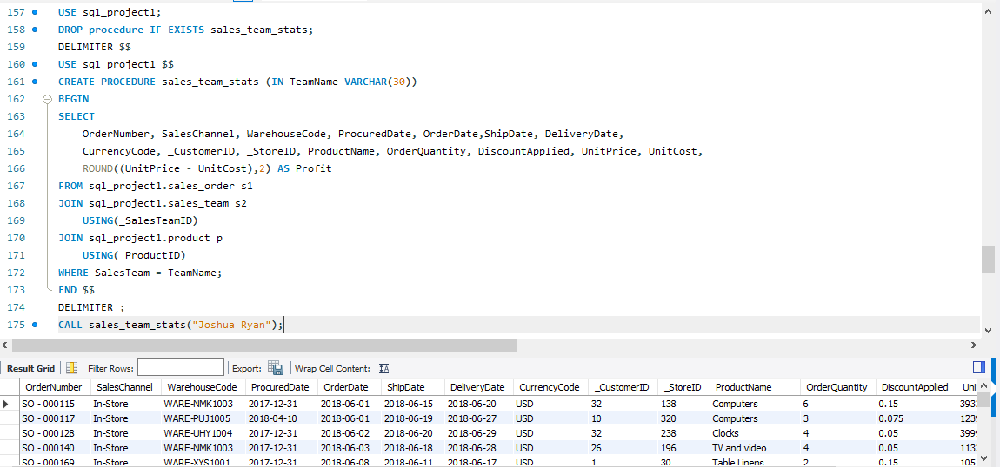 157 USE sql_project1;
158 DROP procedure IF EXISTS sales_team_stats;
159 DELIMITER $$
160 USE sql_project1 $$
161 CREATE PROCEDURE sales_team_stats (IN TeamName VARCHAR(30))
162 BEGIN
163 SELECT
164 OrderNumber, SalesChannel, WarehouseCode, ProcuredDate, OrderDate,ShipDate, DeliveryDate,
165 CurrencyCode, _CustomerID, _StoreID, ProductName, OrderQuantity, DiscountApplied, UnitPrice, UnitCost,
166 ROUND((UnitPrice - UnitCost),2) AS Profit
167 FROM sql_project1.sales_order s1
168 JOIN sql_project1.sales_team s2
169 USING(_SalesTeamID)
170 JOIN sql_project1.product p
171 USING(_ProductID)
172 WHERE SalesTeam = TeamName;
173 END $$
174 DELIMITER ;
175 CALL sales_team_stats("Joshua Ryan");
Result Grid Filter Rows: Export: Wrap Cell Content:
OrderNumber SalesChannel WarehouseCode ProcuredDate OrderDate ShipDate DeliveryDate CurrencyCode _CustomerID _StoreID ProductName OrderQuantity DiscountApplied Uni
SO - 000115 In-Store WARE-NMK1003 2017-12-31 2018-06-01 2018-06-15 2018-06-20 USD 32 138 Computers 6 0.15 393
SO - 000117 In-Store WARE-PUJ1005 2018-04-10 2018-06-01 2018-06-19 2018-06-27 USD 10 320 Computers 3 0.075 123
SO - 000128 In-Store WARE-UHY1004 2017-12-31 2018-06-02 2018-06-20 2018-06-29 USD 32 238 Clocks 4 0.05 399
SO - 000140 In-Store WARE-NMK1003 2017-12-31 2018-06-03 2018-06-18 2018-06-28 USD 26 196 TV and video 4 0.05 113
SO - 000169 In-Store WARE-XYS1001 2017-12-31 2018-06-08 2018-06-11 2018-06-17 USD 1 30 Table Linens 2 0.15 105